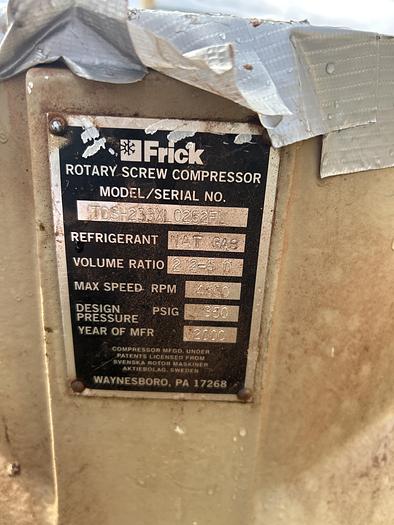 Frick
ROTARY SCREW COMPRESSOR
MODEL/SERIAL NO.
REFRIGERANT NAT GAS
VOLUME RATIO
MAX SPEED RPM
DESIGN PRESSURE PSIG 350
YEAR OF MFR 2000
COMPRESSOR MFGD. UNDER
PATENTS LICENSED FROM
SVENSKA ROTOR MASKINER
AKTIEBOLAG, SWEDEN
WAYNESBORO, PA 17268